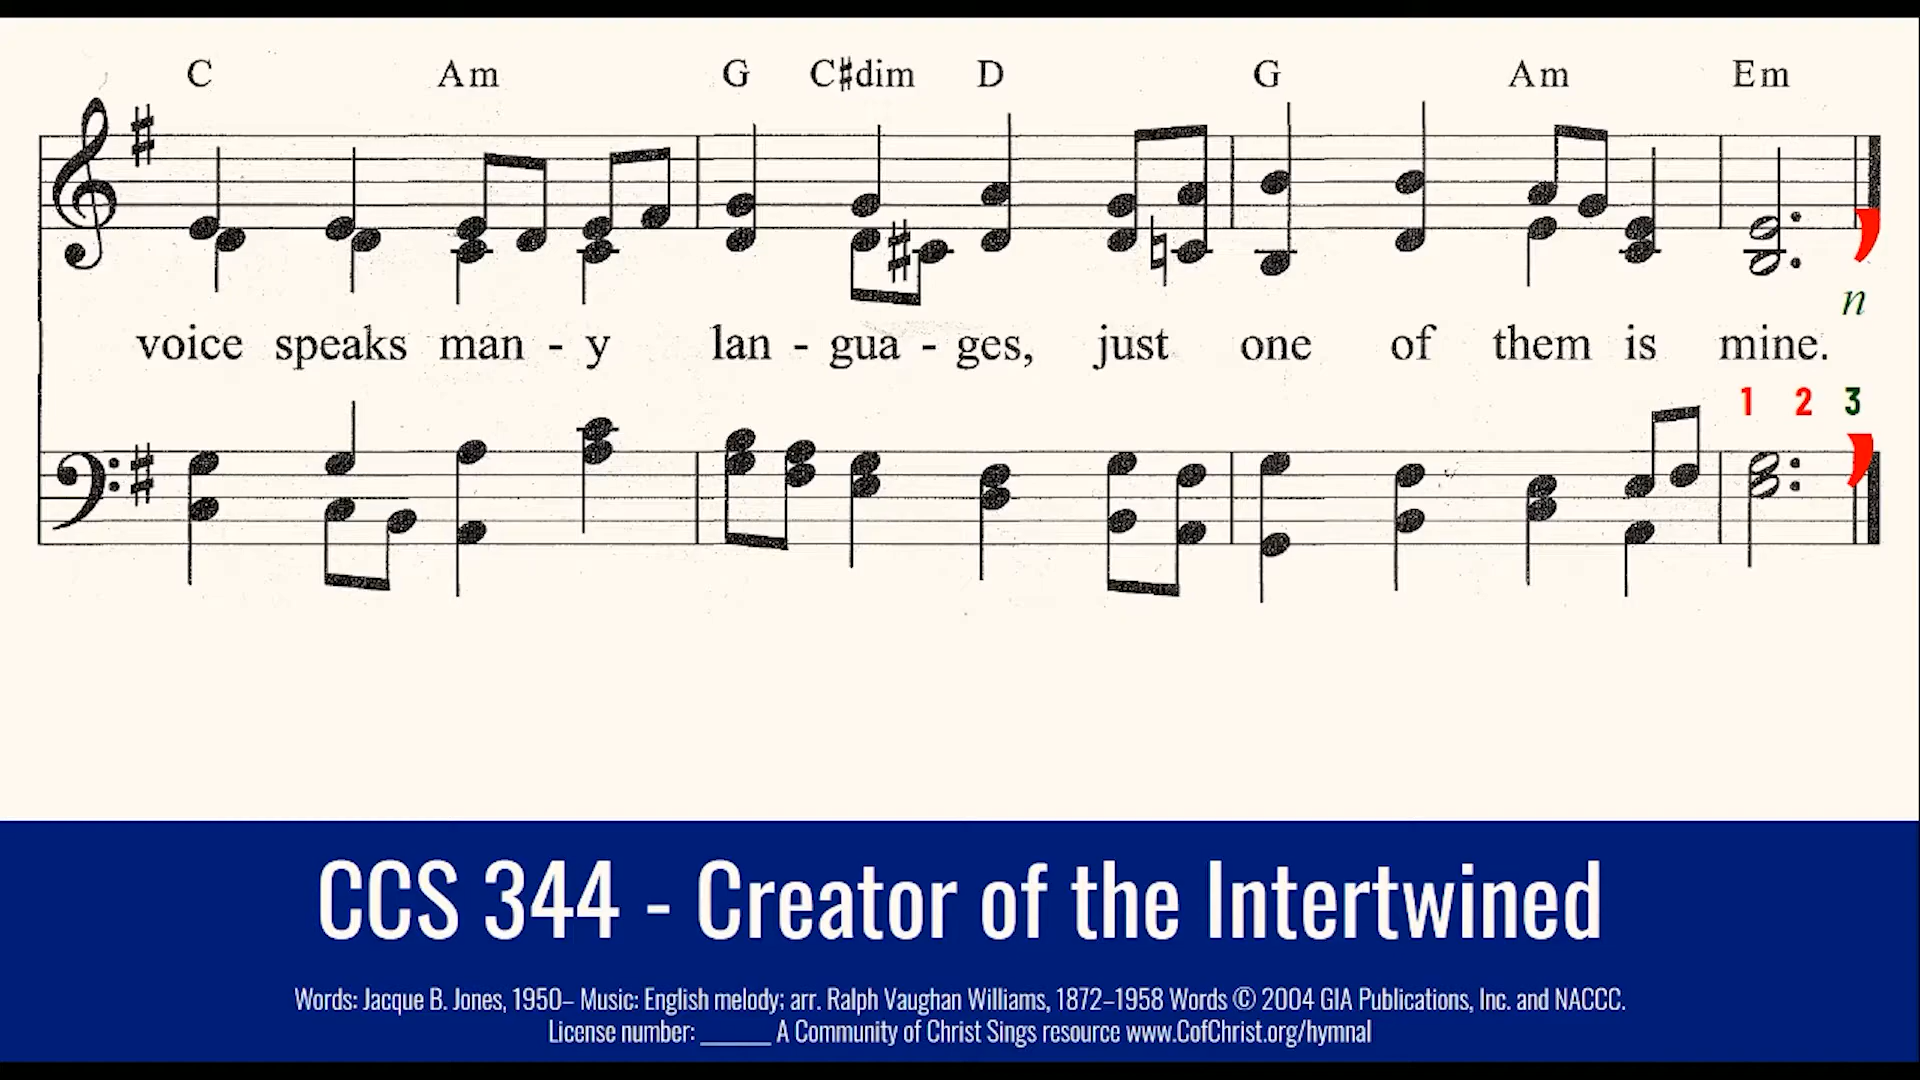 C Am G C♯dim D G Am Em
n
voice speaks man - y lan - gua - ges, just one of them is mine.
1 2 3
CCS 344 - Creator of the Intertwined
Words: Jacque B. Jones, 1950– Music: English melody; arr. Ralph Vaughan Williams, 1872–1958 Words © 2004 GIA Publications, Inc. and NACCC.
License number: ______ A Community of Christ Sings resource www.CofChrist.org/hymnal